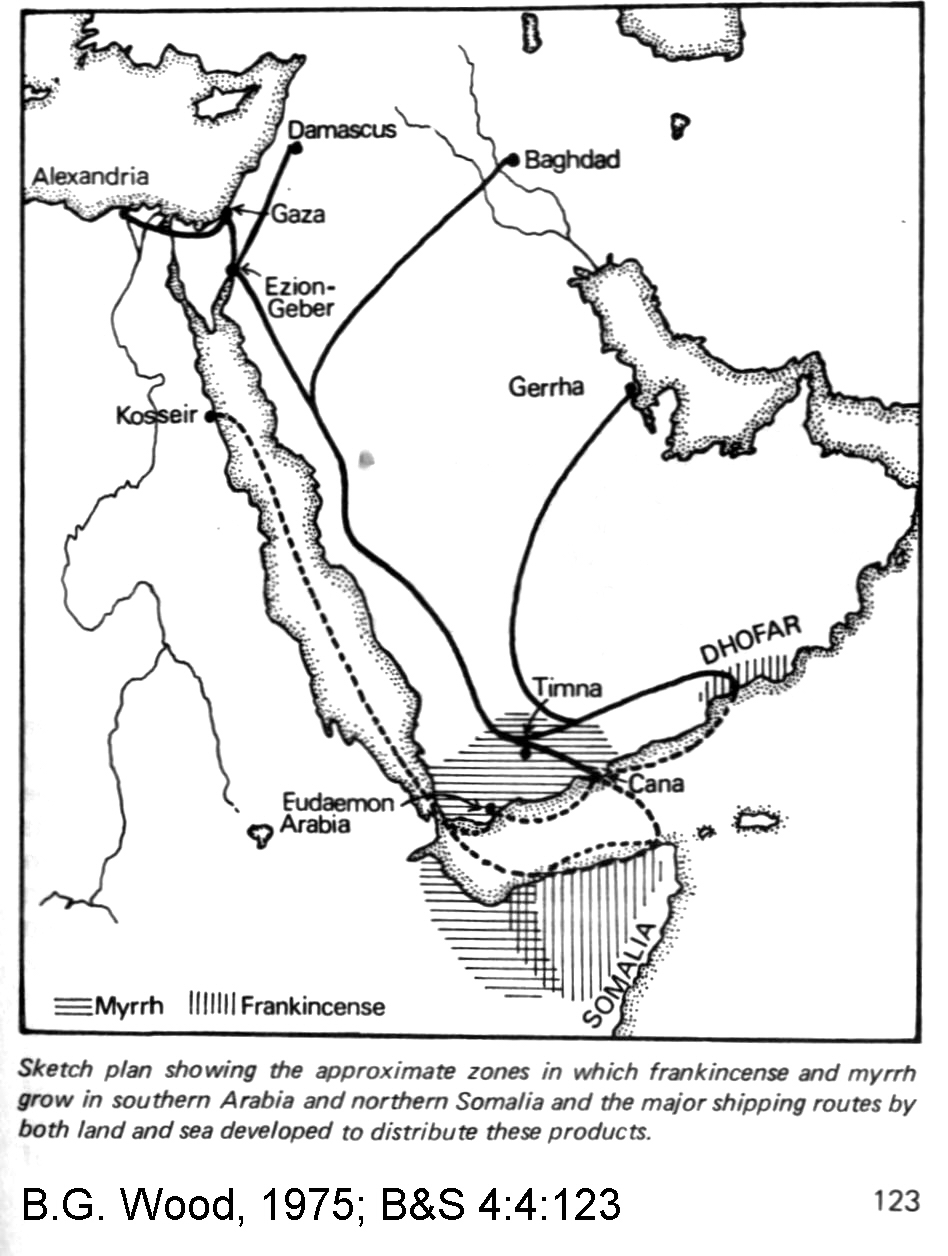 Damascus
Baghdad
Alexandria
Gaza
Ezion-
Geber
Gerrha
Kosseir
DHOFAR
Timna
Cana
Eudaemon
Arabia
SOMALIA
Myrrh
Frankincense
Sketch plan showing the approximate zones in which frankincense and myrrh
grow in southern Arabia and northern Somalia and the major shipping routes by
both land and sea developed to distribute these products.
B.G. Wood, 1975; B&S 4:4:123
123